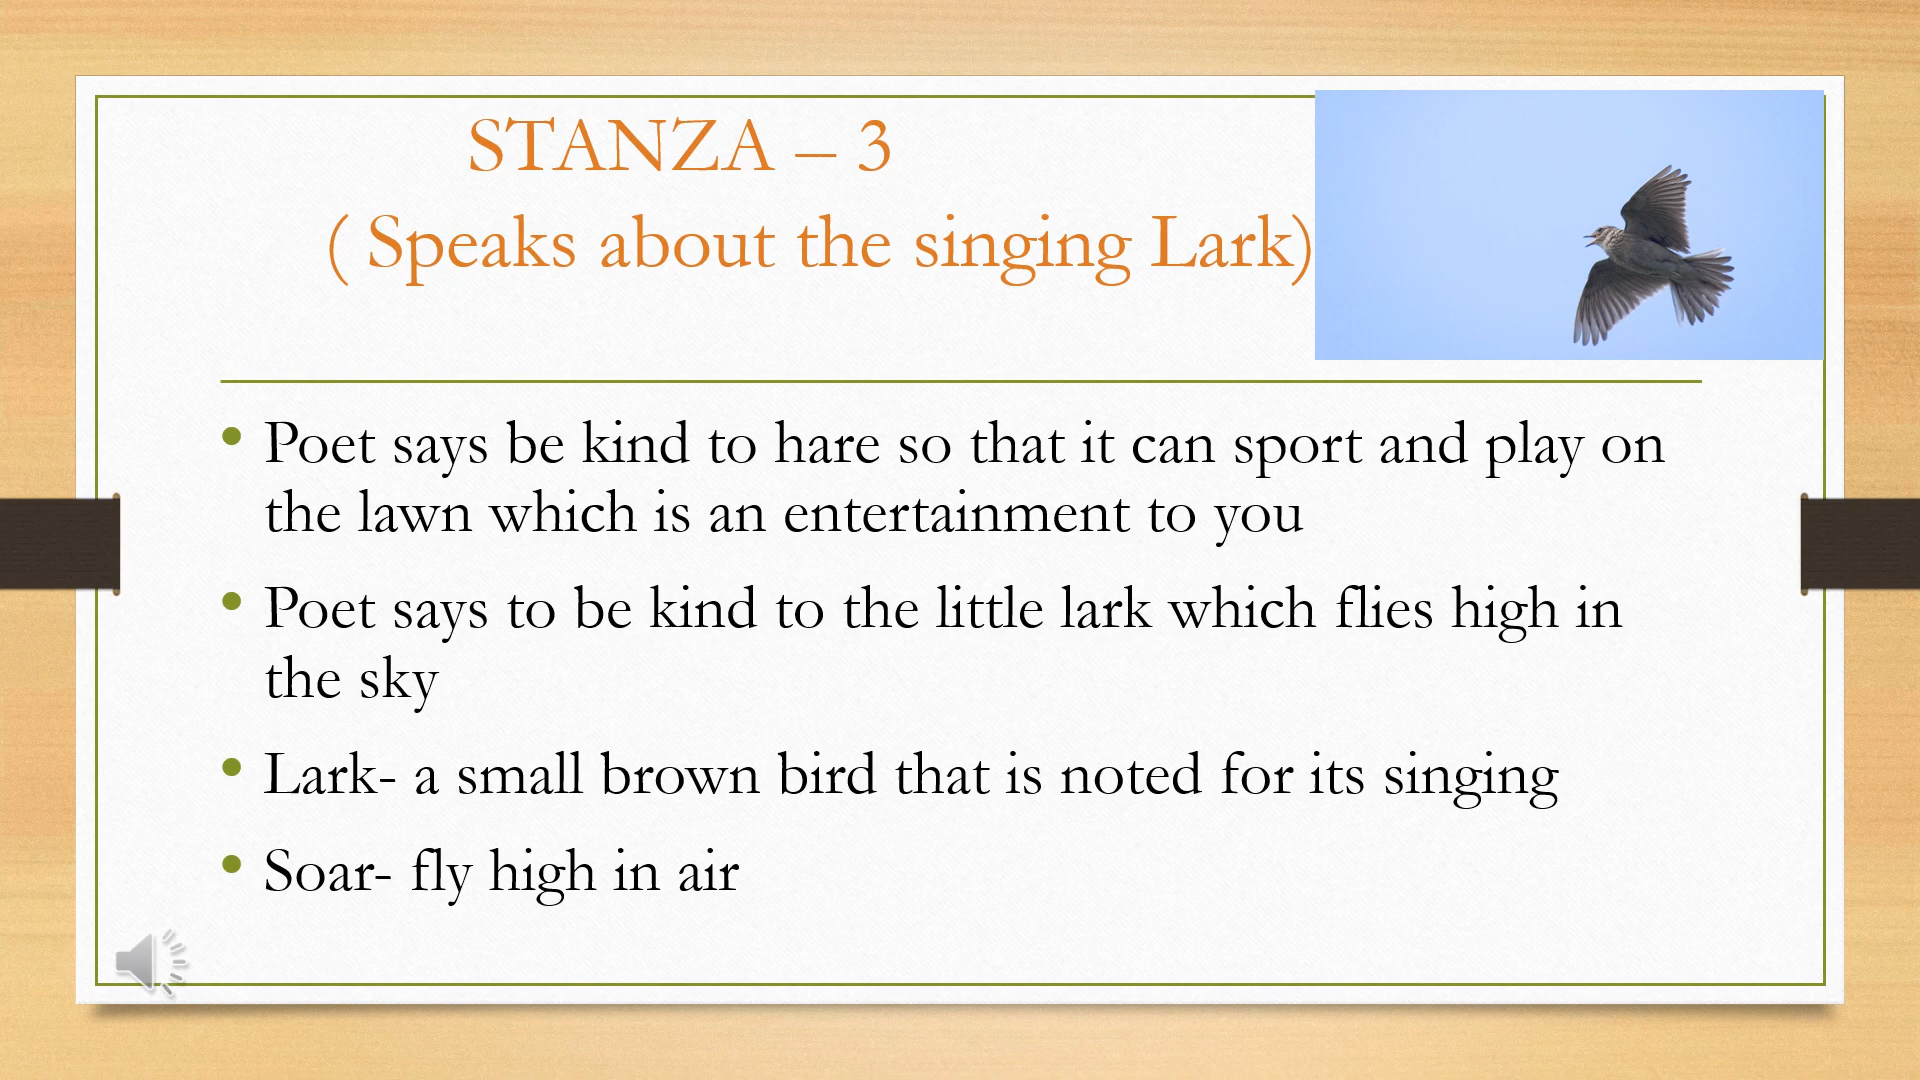 STANZA – 3
( Speaks about the singing Lark)
• Poet says be kind to hare so that it can sport and play on
the lawn which is an entertainment to you
• Poet says to be kind to the little lark which flies high in
the sky
• Lark- a small brown bird that is noted for its singing
• Soar- fly high in air